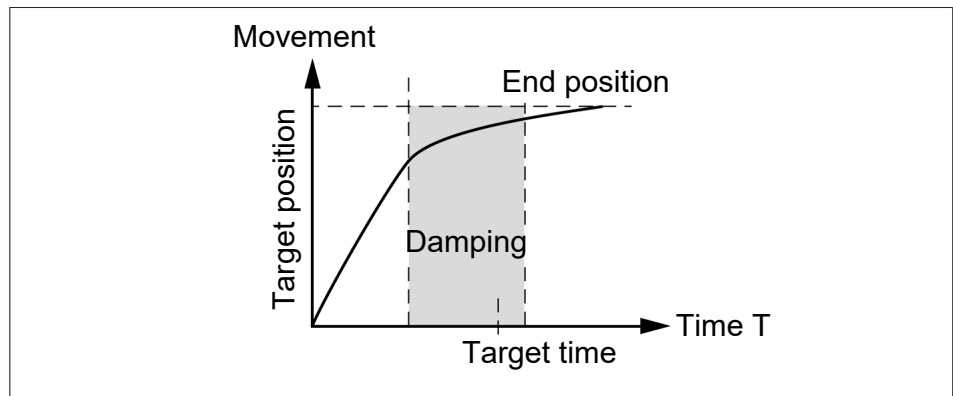 Movement
End position
Target position
Damping
Time T
Target time